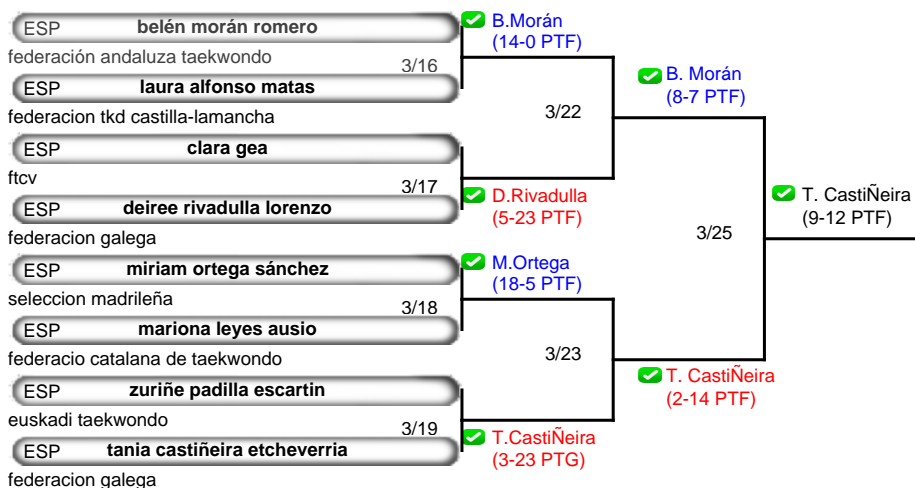 ESP belén morán romero
federación andaluza taekwondo
3/16
ESP laura alfonso matas
federacion tkd castilla-lamancha
ESP clara gea
ftcv
3/17
ESP deiree rivadulla lorenzo
federacion galega
ESP miriam ortega sánchez
seleccion madrileña
3/18
ESP mariona leyes ausio
federacio catalana de taekwondo
ESP zuriñe padilla escartin
euskadi taekwondo
3/19
ESP tania castiñeira etcheverria
federacion galega
B.Morán
(14-0 PTF)
3/22
D.Rivadulla
(5-23 PTF)
M.Ortega
(18-5 PTF)
3/23
T.CastiÑeira
(3-23 PTG)
B. Morán
(8-7 PTF)
3/25
T. CastiÑeira
(2-14 PTF)
T. CastiÑeira
(9-12 PTF)